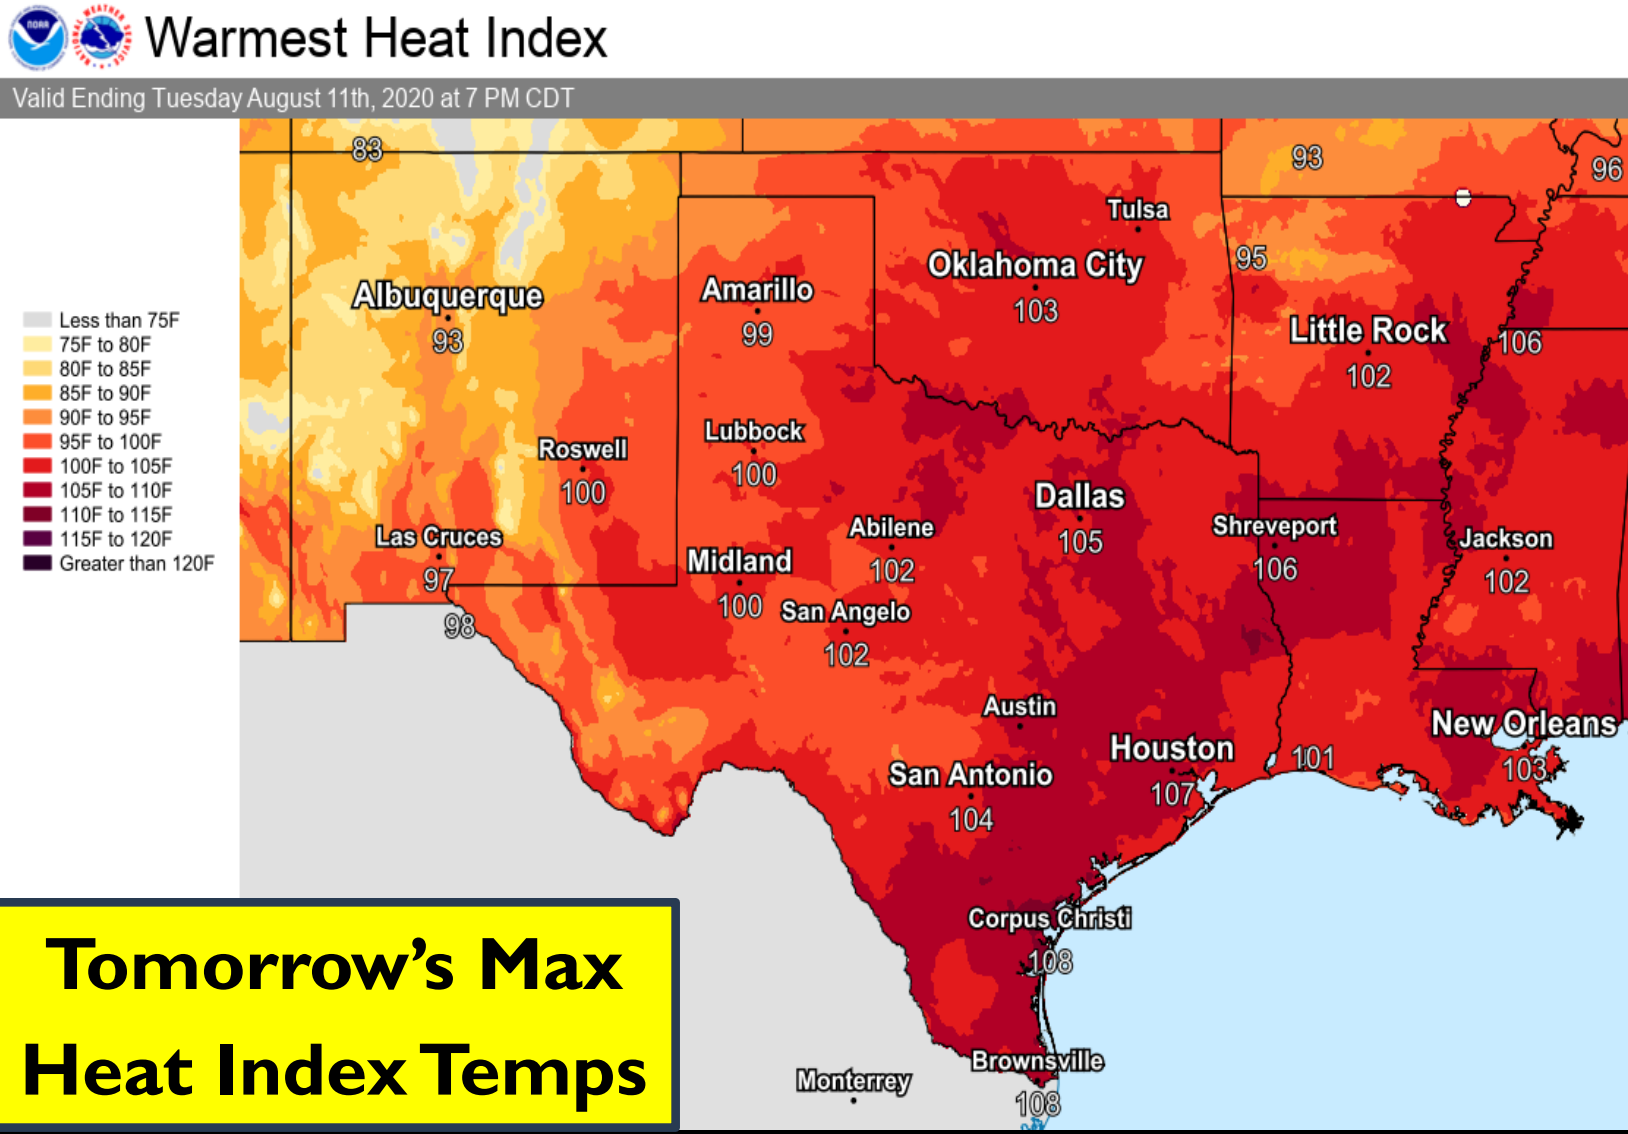 NOAA
NATIONAL WEATHER SERVICE
Warmest Heat Index
Valid Ending Tuesday August 11th, 2020 at 7 PM CDT
83
93
96
Tulsa
Oklahoma City
103
95
Albuquerque
93
Amarillo
99
Little Rock
102
106
Less than 75F
75F to 80F
80F to 85F
85F to 90F
90F to 95F
95F to 100F
100F to 105F
105F to 110F
110F to 115F
115F to 120F
Greater than 120F
Roswell
100
Lubbock
100
Dallas
105
Abilene
102
Shreveport
106
Jackson
102
Las Cruces
97
98
Midland
100
San Angelo
102
Austin
Houston
107
San Antonio
104
101
New Orleans
103
Corpus Christi
108
Brownsville
108
Monterrey
Tomorrow’s Max
Heat Index Temps